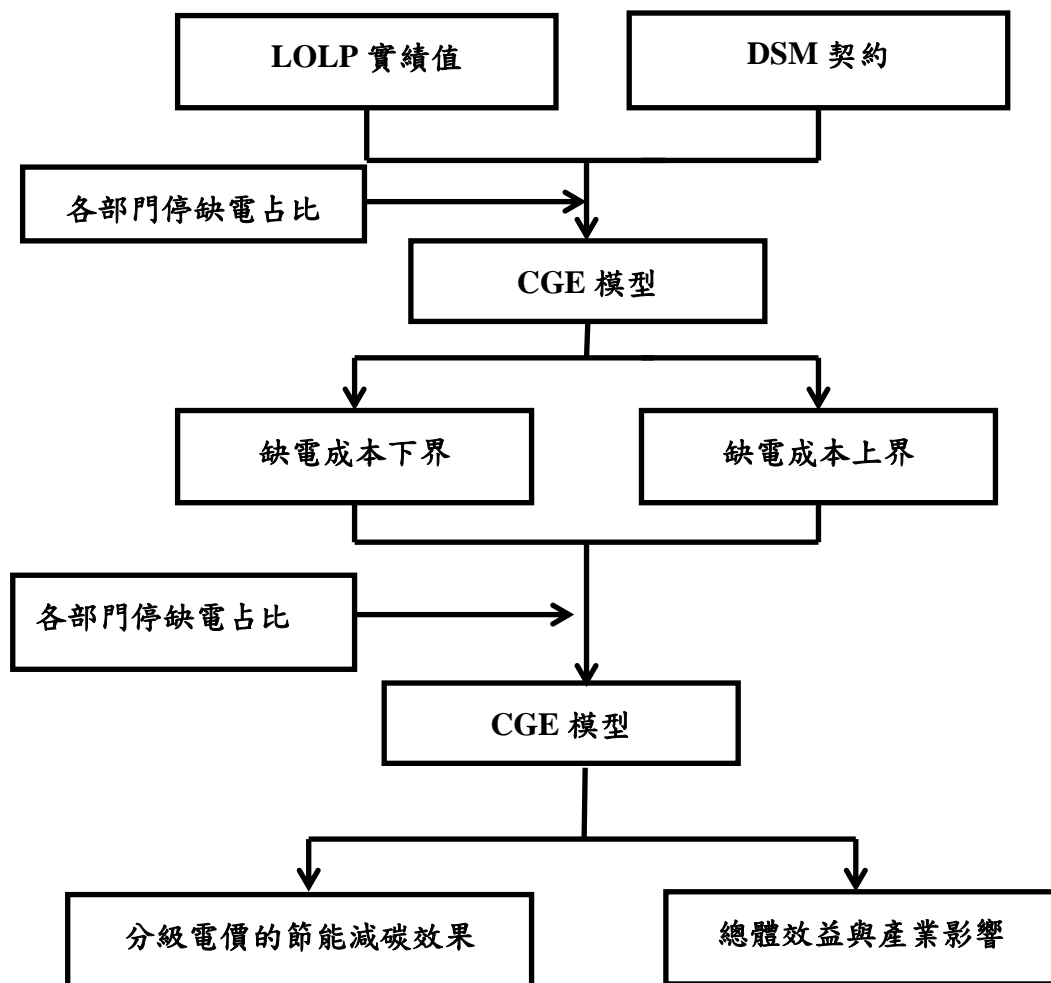 LOLP 實績值
DSM 契約
各部門停缺電占比
CGE 模型
缺電成本下界
缺電成本上界
各部門停缺電占比
CGE 模型
分級電價的節能減碳效果
總體效益與產業影響